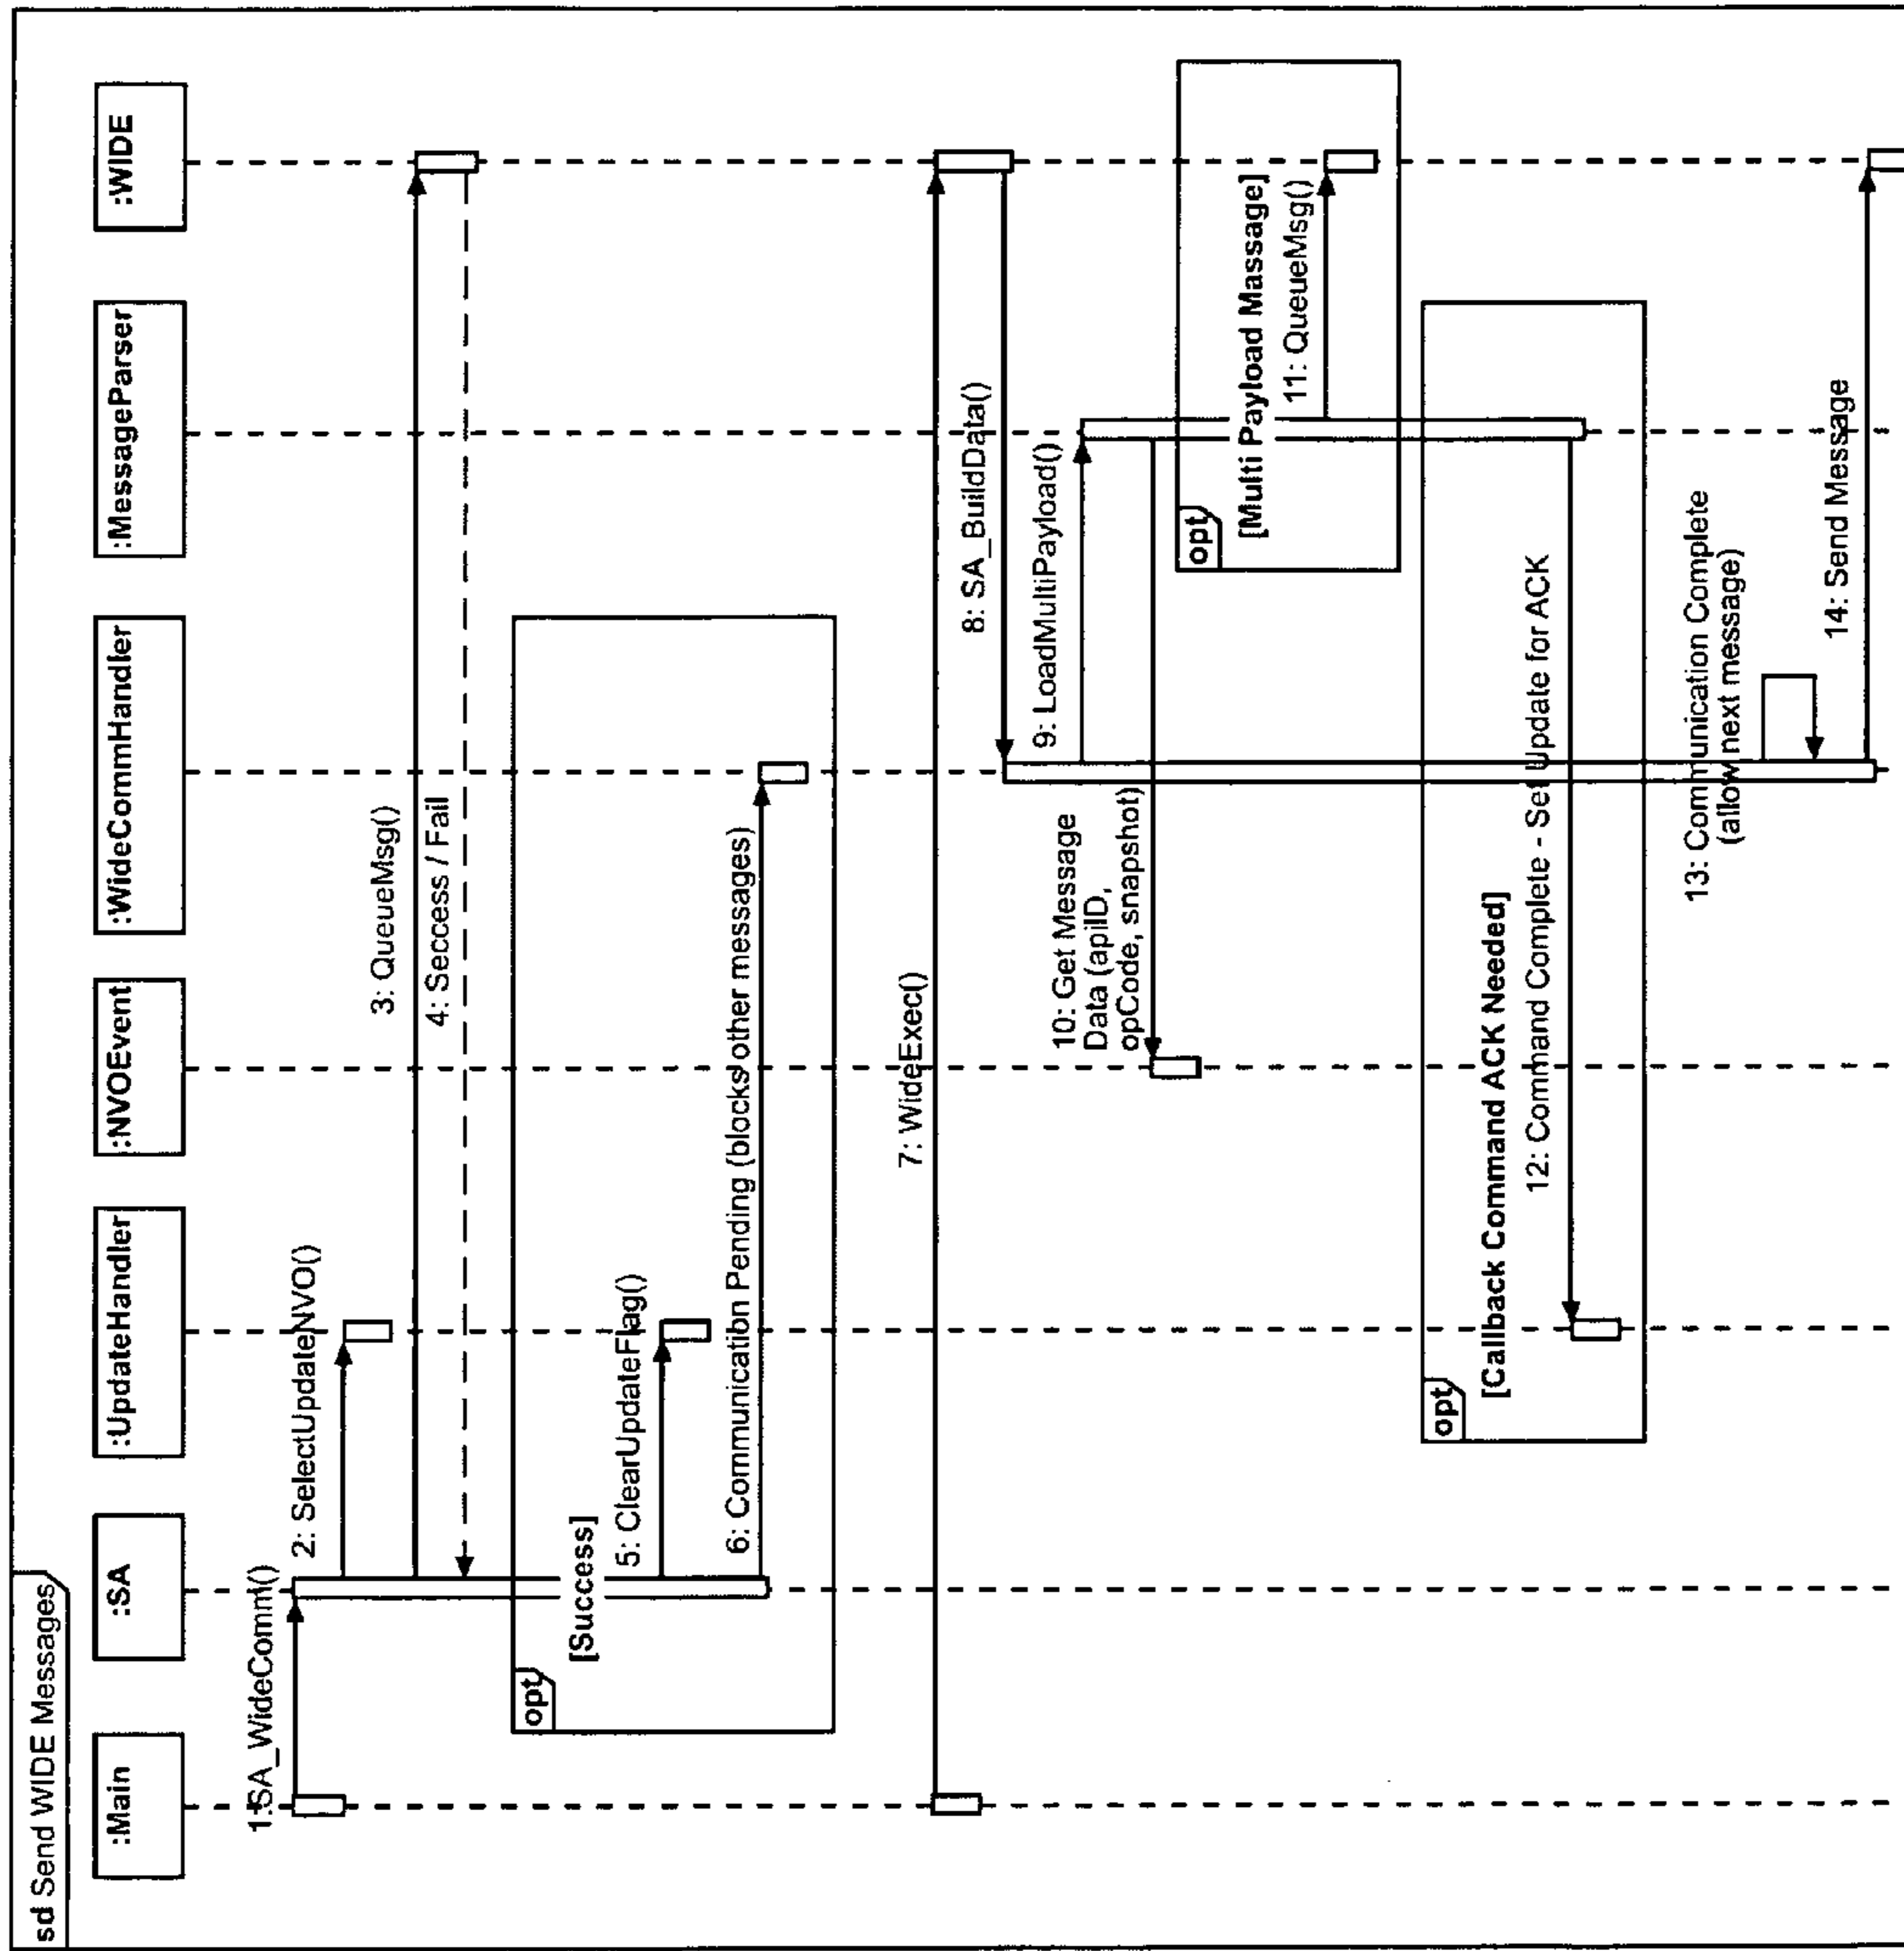 sd Send WIDE Messages
:Main
:SA
:UpdateHandler
:NVOEvent
:WideCommHandler
:MessageParser
:WIDE
1:SA_WideComm()
2: SelectUpdateNVO()
3: QueueMsg()
4: Seccess / Fail
opt
[Success]
5: ClearUpdateFlag()
6: Communication Pending (blocks other messages)
7: WideExec()
8: SA_BuildData()
9: LoadMultiPayload()
10: Get Message
Data (apiID,
opCode, snapshot)
opt
[Multi Payload Massage]
11: QueueMsg()
opt
[Callback Command ACK Needed]
12: Command Complete - Set Update for ACK
13: Communication Complete
(allow next message)
14: Send Message